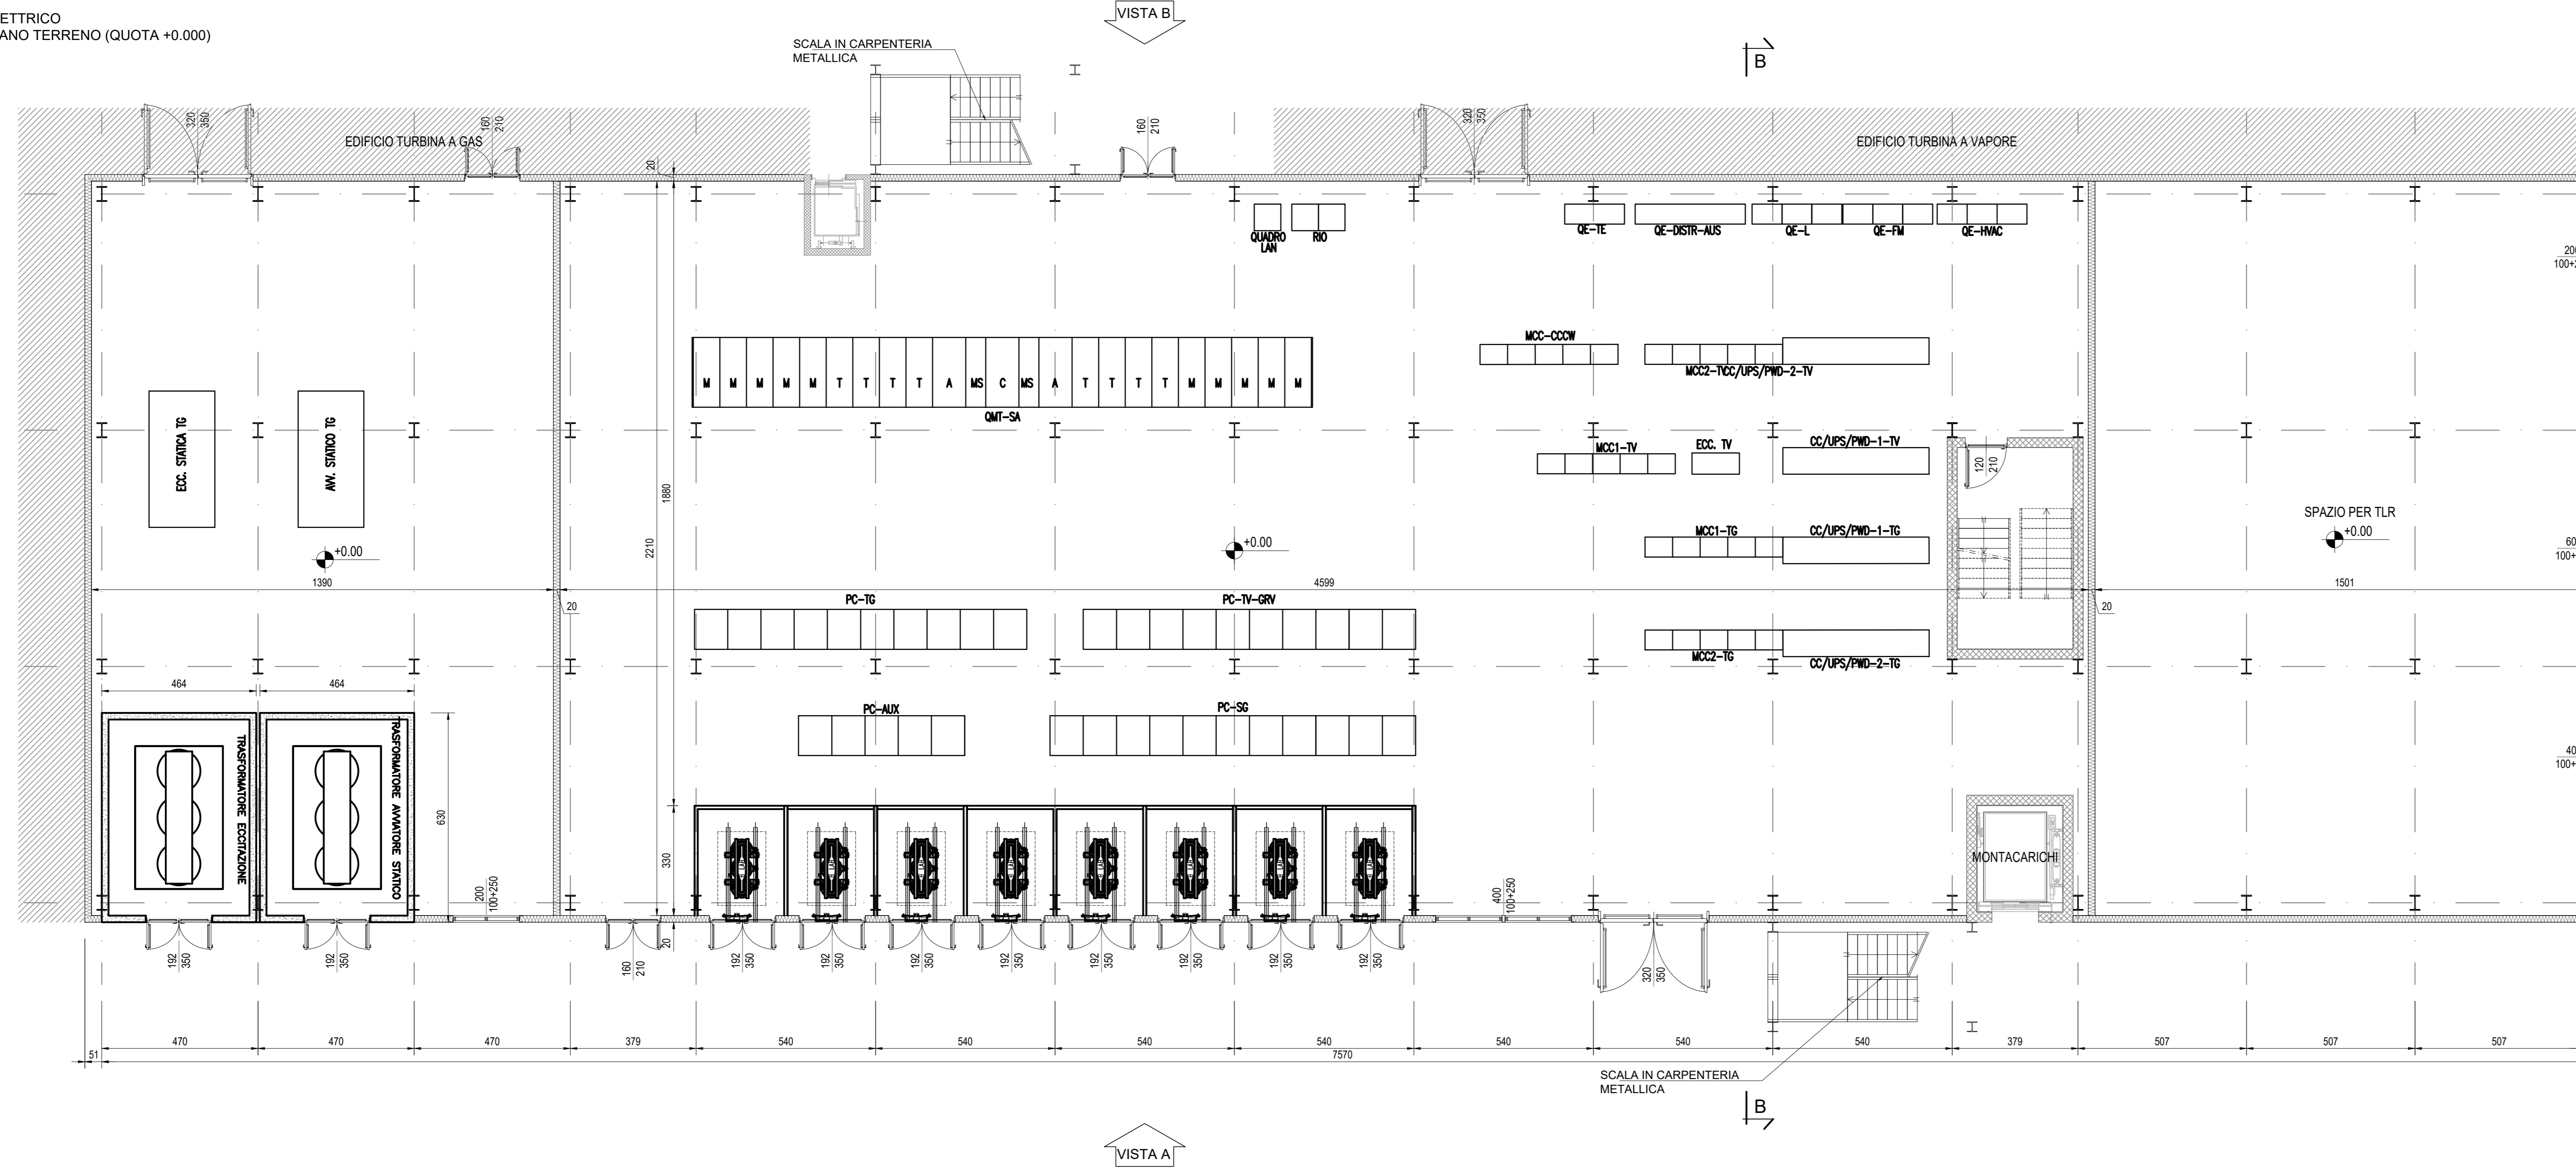 ETTRICO
ANO TERRENO (QUOTA +0.000)
VISTA B
SCALA IN CARPENTERIA
METALLICA
B
320
350
EDIFICIO TURBINA A GAS
160
210
20
160
210
320
350
EDIFICIO TURBINA A VAPORE
QUADRO
LAN
RIO
QE-TE
QE-DISTR-AUS
QE-L
QE-FM
QE-HVAC
200
MCC-CCCW
MCC2-TV
CC/UPS/PWD-2-TV
M M M M M T T T T A MS C MS A T T T T M M M M M
QMT-SA
ECC. STATICA TG
AVV. STATICO TG
MCC1-TV
ECC. TV
CC/UPS/PWD-1-TV
120
210
1880
2210
SPAZIO PER TLR
+0.00
+0.00
+0.00
MCC1-TG
CC/UPS/PWD-1-TG
1390
20
4599
1501
20
PC-TG
PC-TV-GRV
MCC2-TG
CC/UPS/PWD-2-TG
464
464
PC-AUX
PC-SG
TRASFORMATORE ECCITAZIONE
TRASFORMATORE AVVIATORE STATICO
630
330
MONTACARICHI
200
100+250
400
100+250
20
192
350
192
350
160
210
192
350
192
350
192
350
192
350
192
350
192
350
192
350
192
350
320
350
51
470
470
470
379
540
540
540
540
540
540
540
379
507
507
507
7570
SCALA IN CARPENTERIA
METALLICA
B
VISTA A